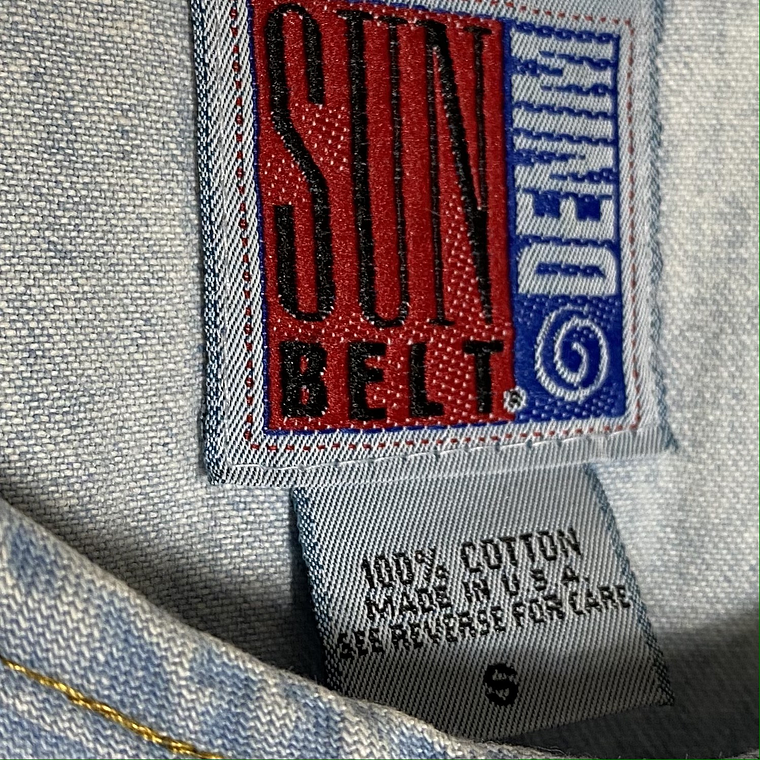 SUN
BELT®
DENIM
100% COTTON
MADE IN U.S.A.
SEE REVERSE FOR CARE
S